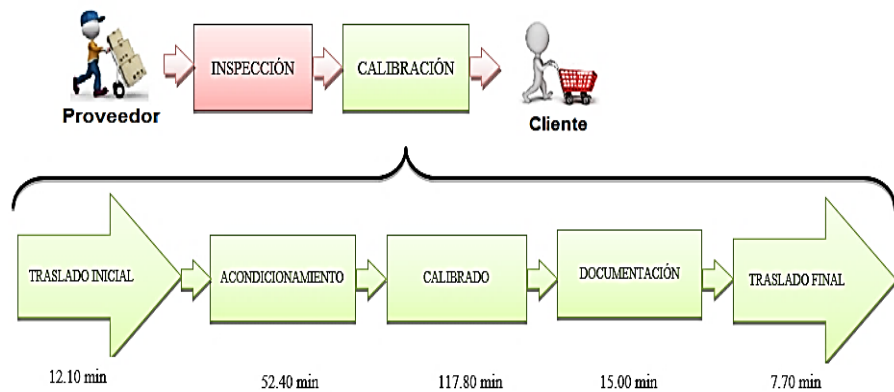 INSPECCIÓN
CALIBRACIÓN
Proveedor
Cliente
TRASLADO INICIAL
ACONDICIONAMIENTO
CALIBRADO
DOCUMENTACIÓN
TRASLADO FINAL
12.10 min
52.40 min
117.80 min
15.00 min
7.70 min